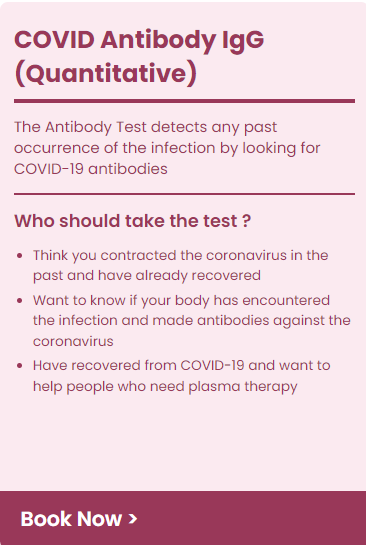 COVID Antibody IgG
(Quantitative)
The Antibody Test detects any past
occurrence of the infection by looking for
COVID-19 antibodies
Who should take the test ?
• Think you contracted the coronavirus in the
past and have already recovered
• Want to know if your body has encountered
the infection and made antibodies against the
coronavirus
• Have recovered from COVID-19 and want to
help people who need plasma therapy
Book Now >